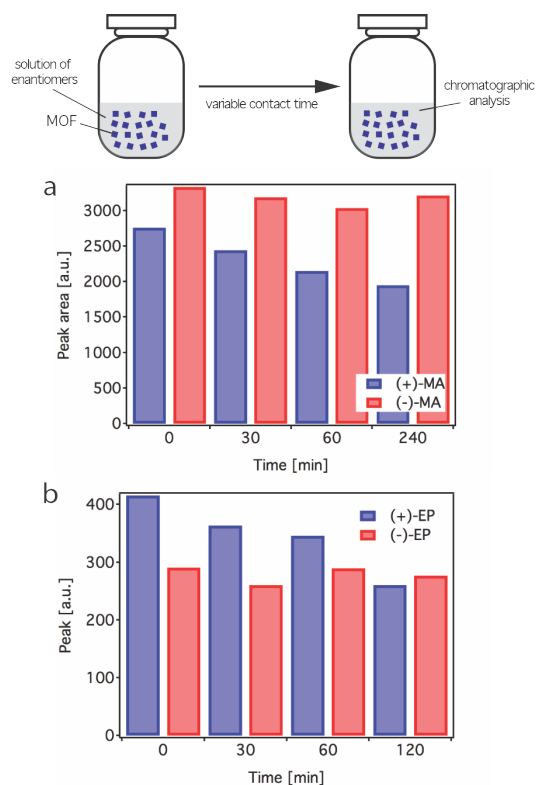 solution of
enantiomers
MOF
variable contact time
chromatographic
analysis
a
Peak area [a.u.]
3000
2500
2000
1500
1000
500
0
(+)-MA
(-)-MA
0 30 60 240
Time [min]
b
Peak [a.u.]
400
300
200
100
0
(+)-EP
(-)-EP
0 30 60 120
Time [min]